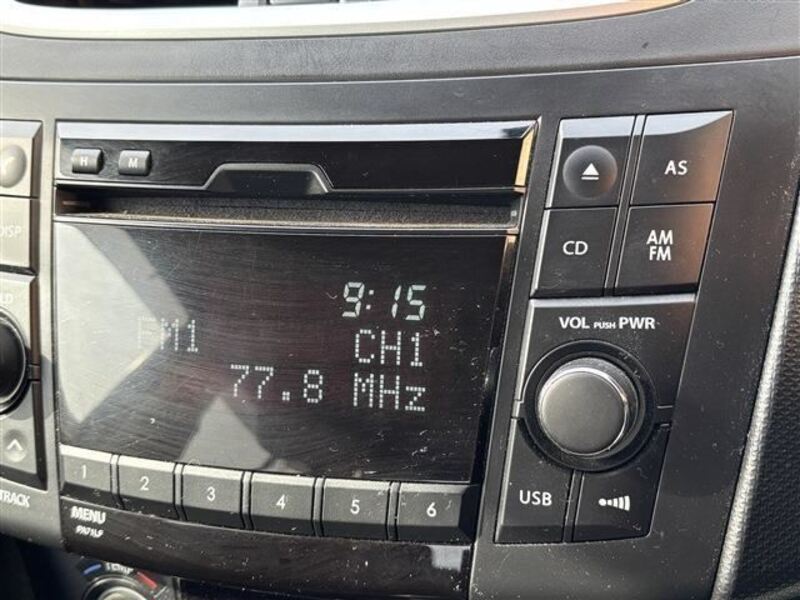 H M
AS
DISP
CD
AM
FM
9:15
FM1 CH1
77.8 MHz
VOL PUSH PWR
1 2 3 4 5 6
USB
TRACK
MENU
TEMP